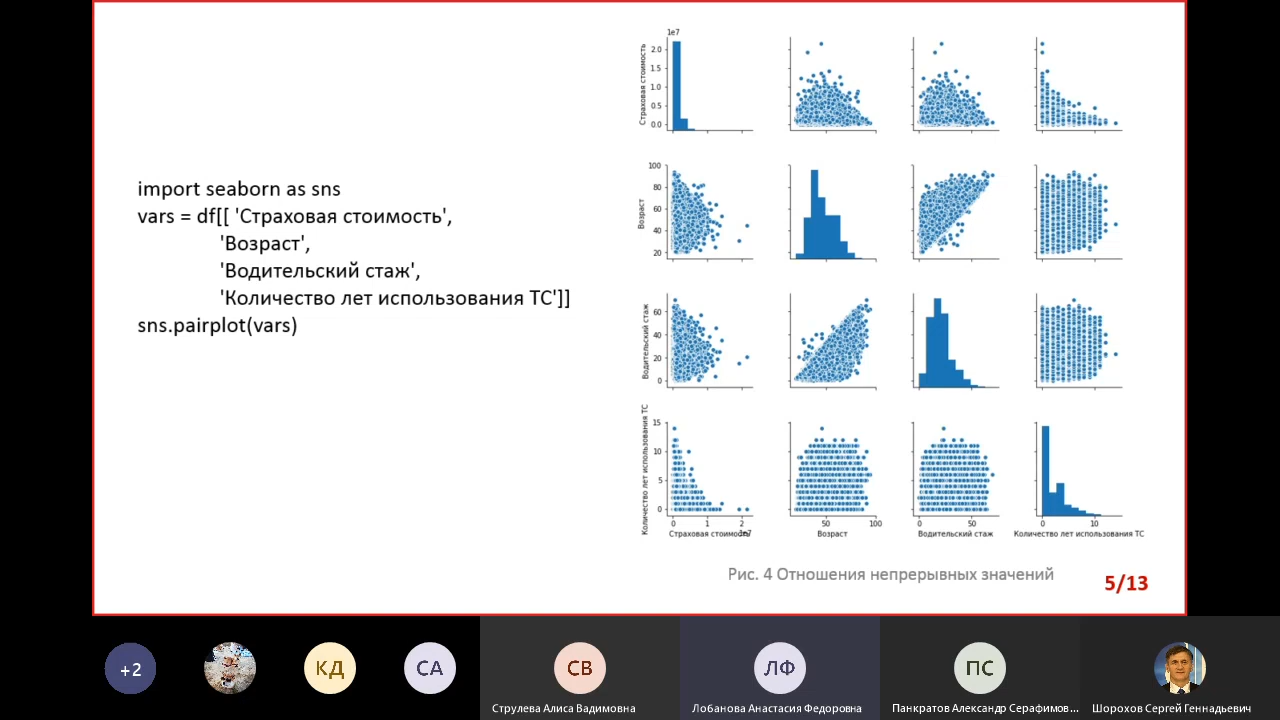 import seaborn as sns
vars = df[[ 'Страховая стоимость',
'Возраст',
'Водительский стаж',
'Количество лет использования ТС']]
sns.pairplot(vars)
1e7
Страховая стоимость
2.0
1.5
1.0
0.5
0.0
Возраст
100
80
60
40
20
Водительский стаж
60
40
20
0
Количество лет использования ТС
15
10
5
0
0 1 2
1e7
Страховая стоимость
50 100
Возраст
0 50
Водительский стаж
0 10
Количество лет использования ТС
Рис. 4 Отношения непрерывных значений
5/13
+2
КД
СА
СВ
ЛФ
ПС
Струлева Алиса Вадимовна
Лобанова Анастасия Федоровна
Панкратов Александр Серафимов...
Шорохов Сергей Геннадьевич